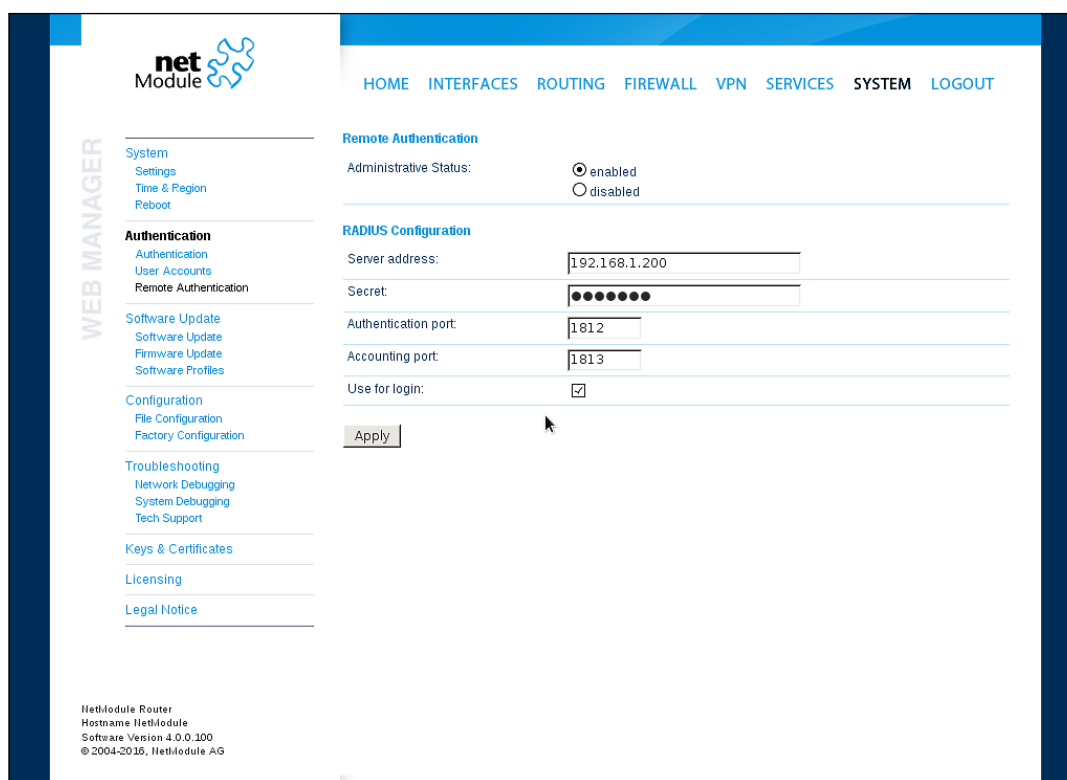 net
Module
HOME INTERFACES ROUTING FIREWALL VPN SERVICES SYSTEM LOGOUT
WEB MANAGER
System
Settings
Time & Region
Reboot
Authentication
Authentication
User Accounts
Remote Authentication
Software Update
Software Update
Firmware Update
Software Profiles
Configuration
File Configuration
Factory Configuration
Troubleshooting
Network Debugging
System Debugging
Tech Support
Keys & Certificates
Licensing
Legal Notice
Remote Authentication
Administrative Status:
enabled
disabled
RADIUS Configuration
Server address: 192.168.1.200
Secret: ●●●●●●●
Authentication port: 1812
Accounting port: 1813
Use for login:
Apply
NetModule Router
Hostname NetModule
Software Version 4.0.0.100
© 2004-2016, NetModule AG